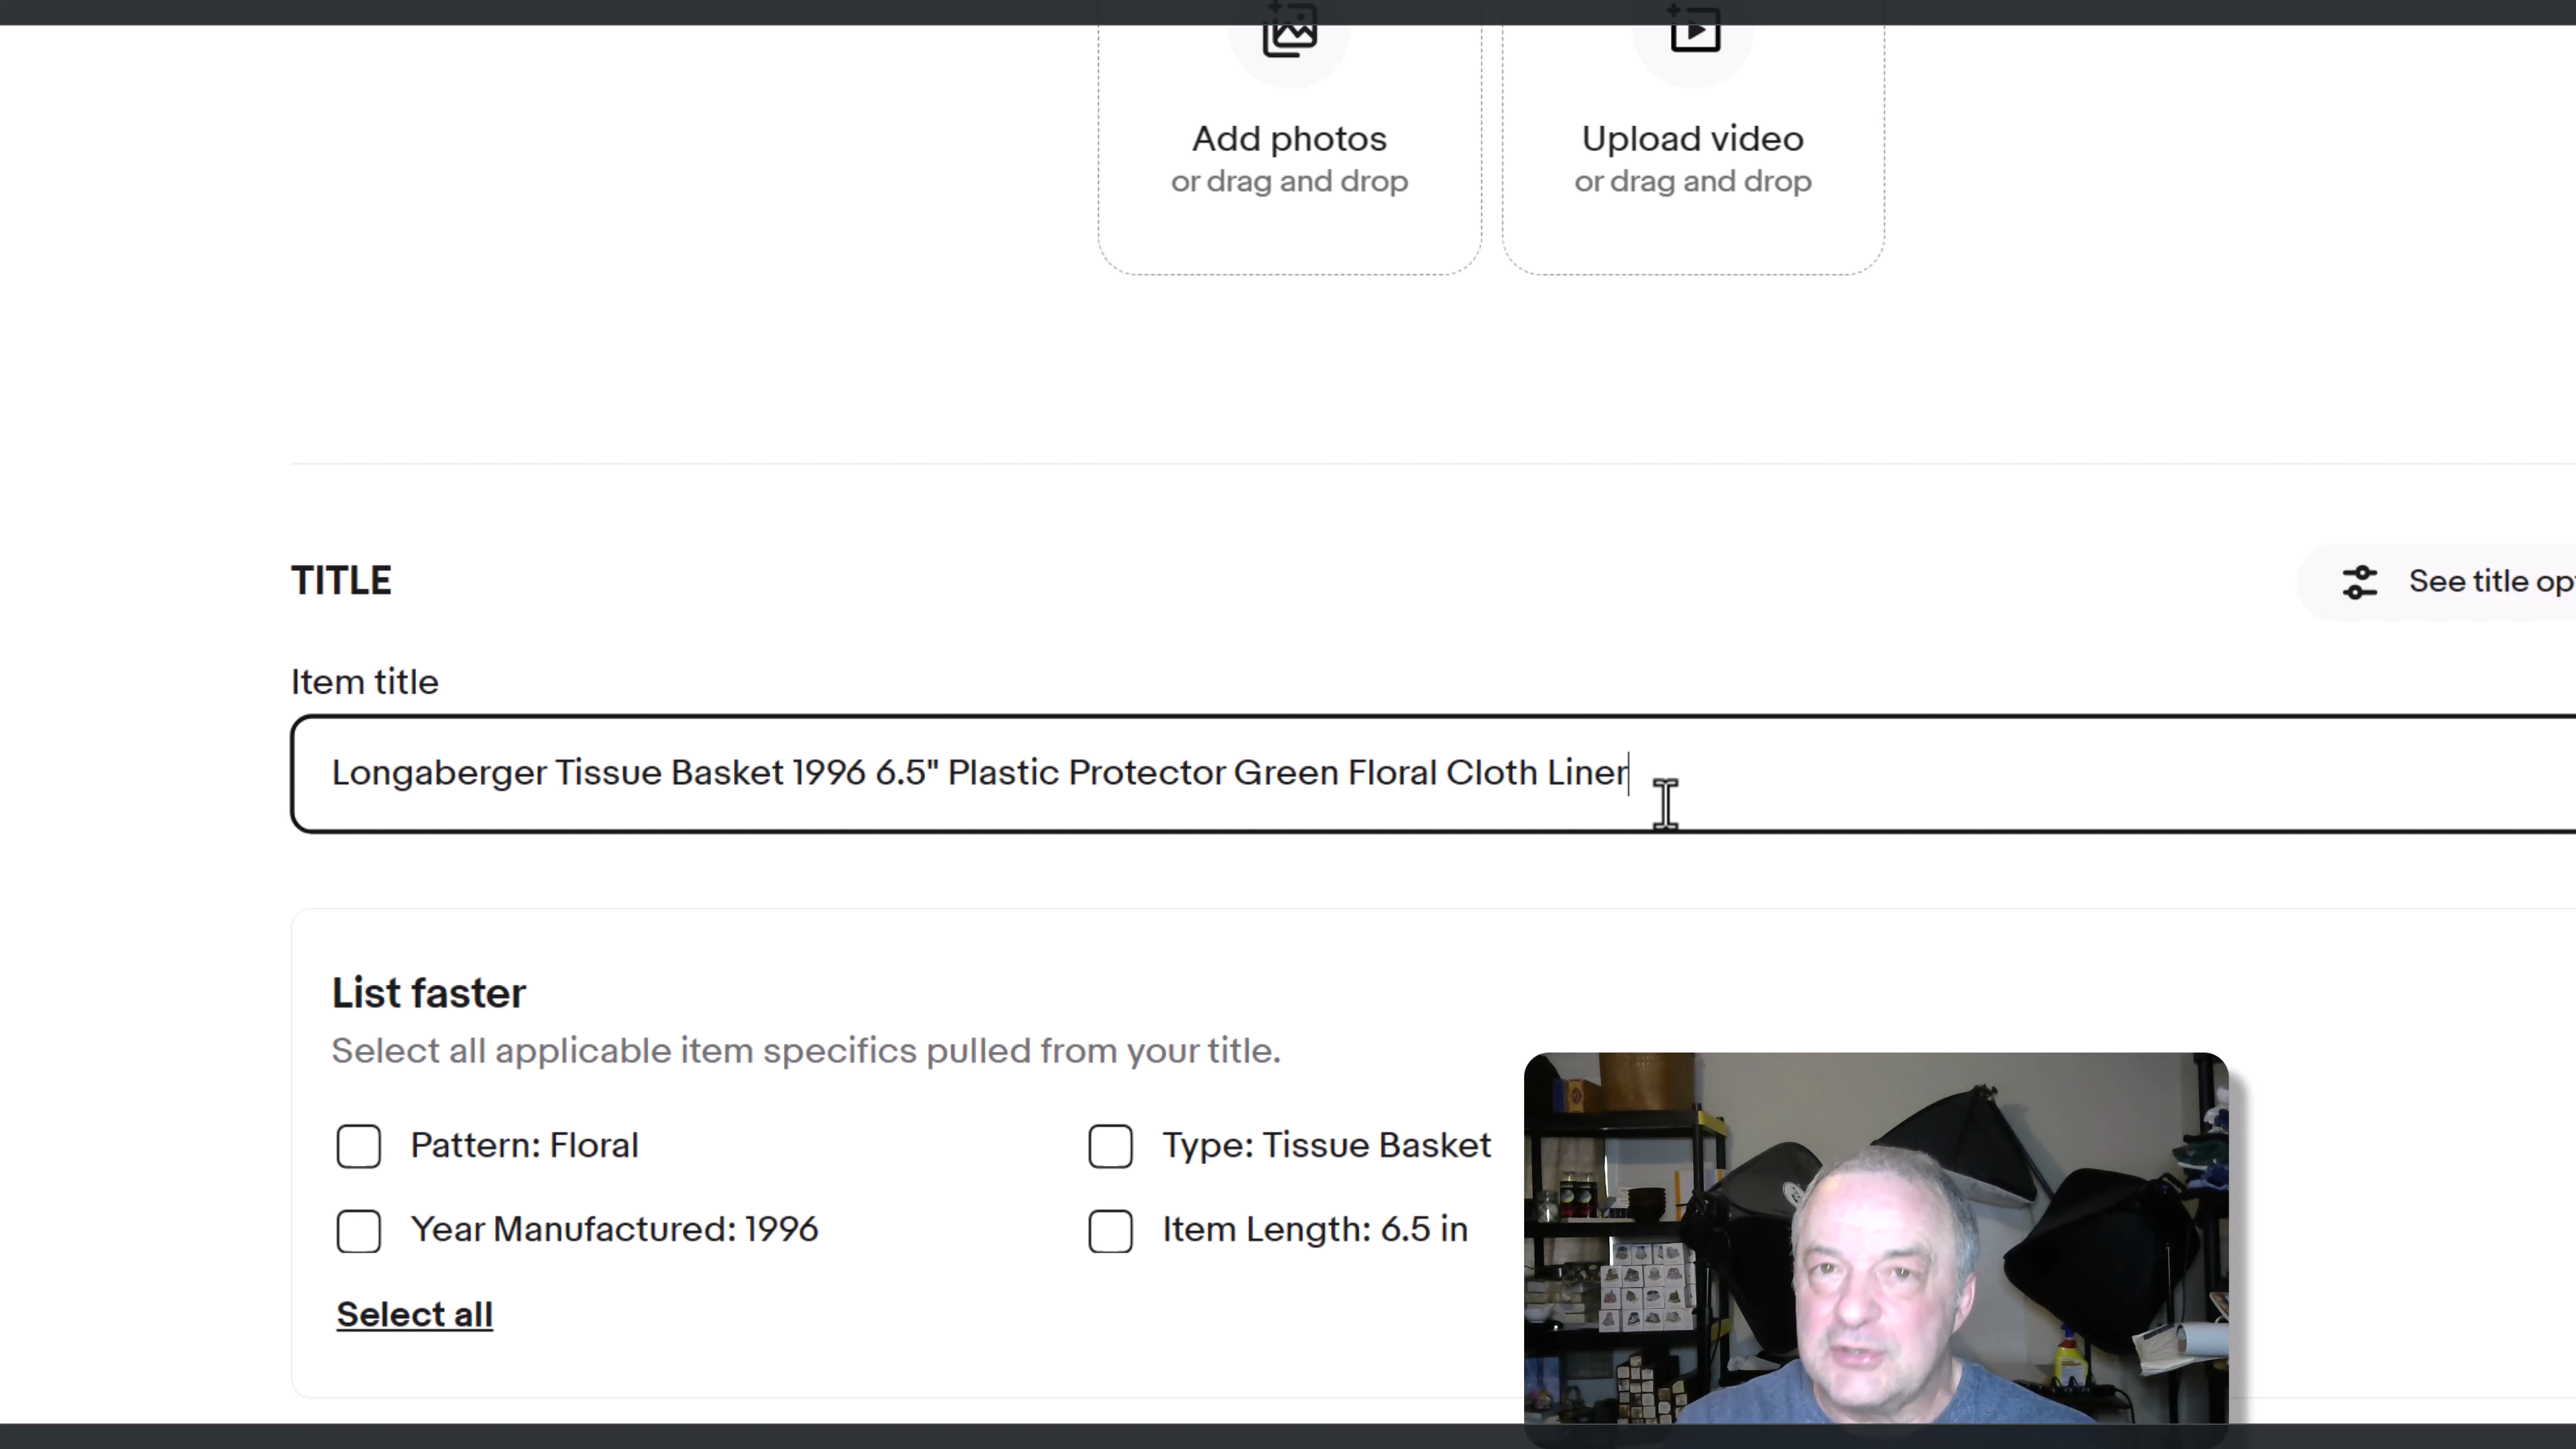 Add photos
or drag and drop
Upload video
or drag and drop
TITLE
See title op
Item title
Longaberger Tissue Basket 1996 6.5" Plastic Protector Green Floral Cloth Liner
List faster
Select all applicable item specifics pulled from your title.
Pattern: Floral
Type: Tissue Basket
Year Manufactured: 1996
Item Length: 6.5 in
Select all